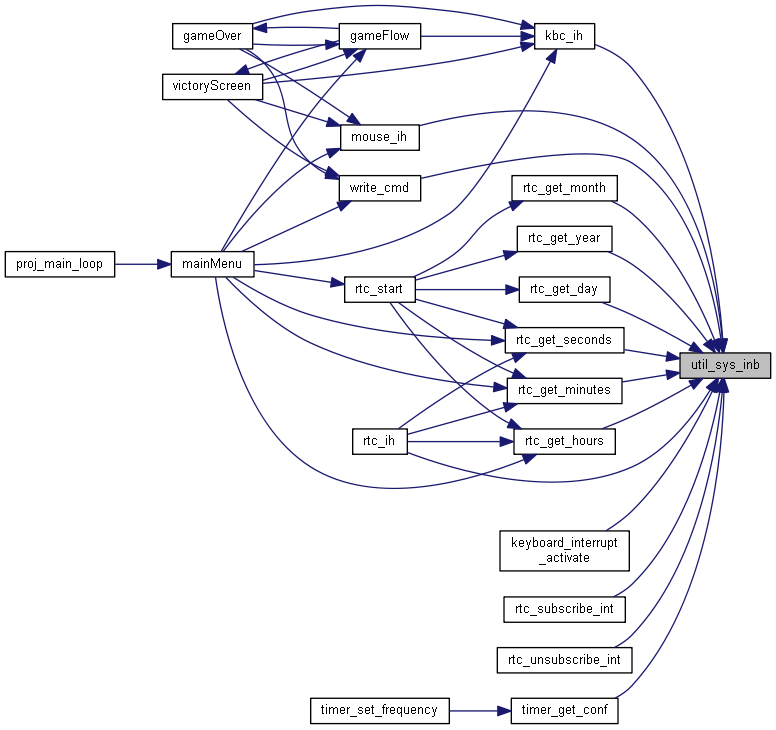 gameOver
gameFlow
kbc_ih
victoryScreen
mouse_ih
write_cmd
rtc_get_month
rtc_get_year
proj_main_loop
mainMenu
rtc_start
rtc_get_day
rtc_get_seconds
util_sys_inb
rtc_get_minutes
rtc_ih
rtc_get_hours
keyboard_interrupt
_activate
rtc_subscribe_int
rtc_unsubscribe_int
timer_set_frequency
timer_get_conf